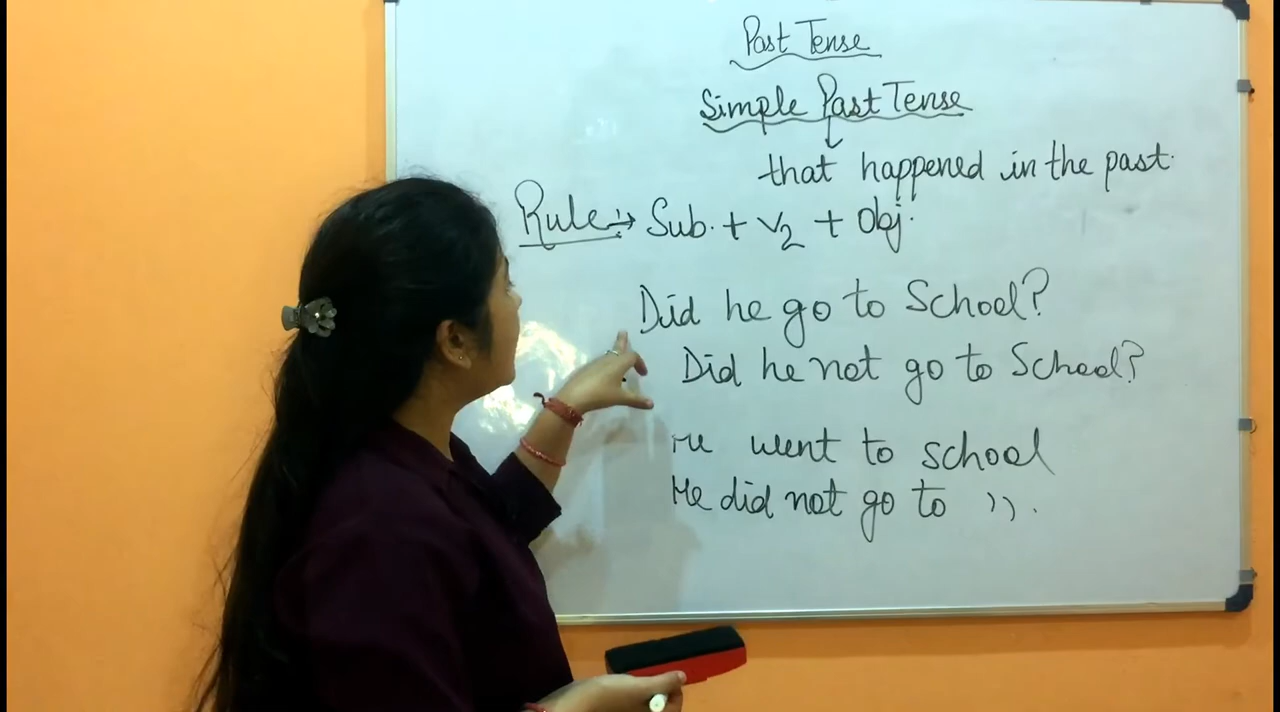 Past Tense
Simple Past Tense
↓
that happened in the past.
Rule:→ Sub. + V2 + Obj.
Did he go to School?
Did he not go to School?
He went to school
He did not go to ")).